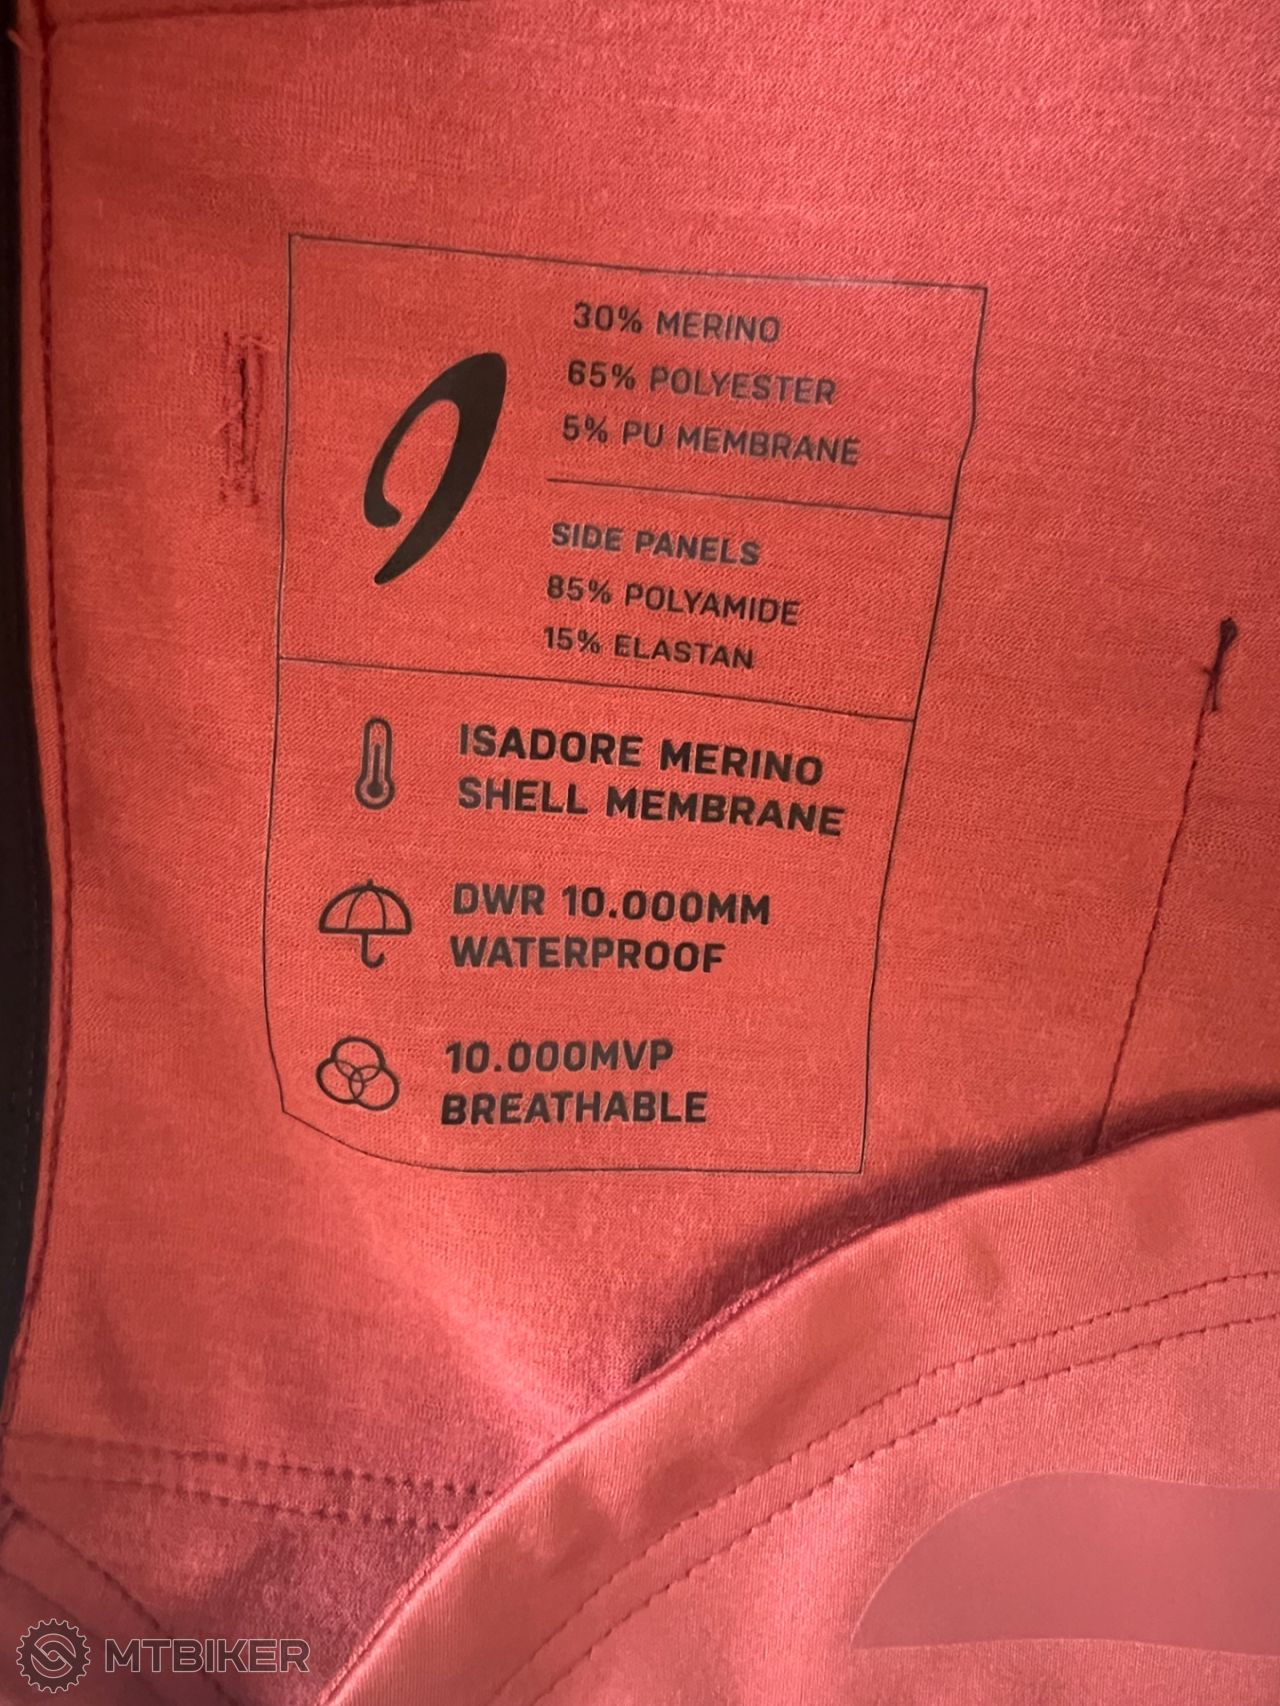 30% MERINO
65% POLYESTER
5% PU MEMBRANE
SIDE PANELS
85% POLYAMIDE
15% ELASTAN
ISADORE MERINO
SHELL MEMBRANE
DWR 10.000MM
WATERPROOF
10.000MVP
BREATHABLE
MTBIKER